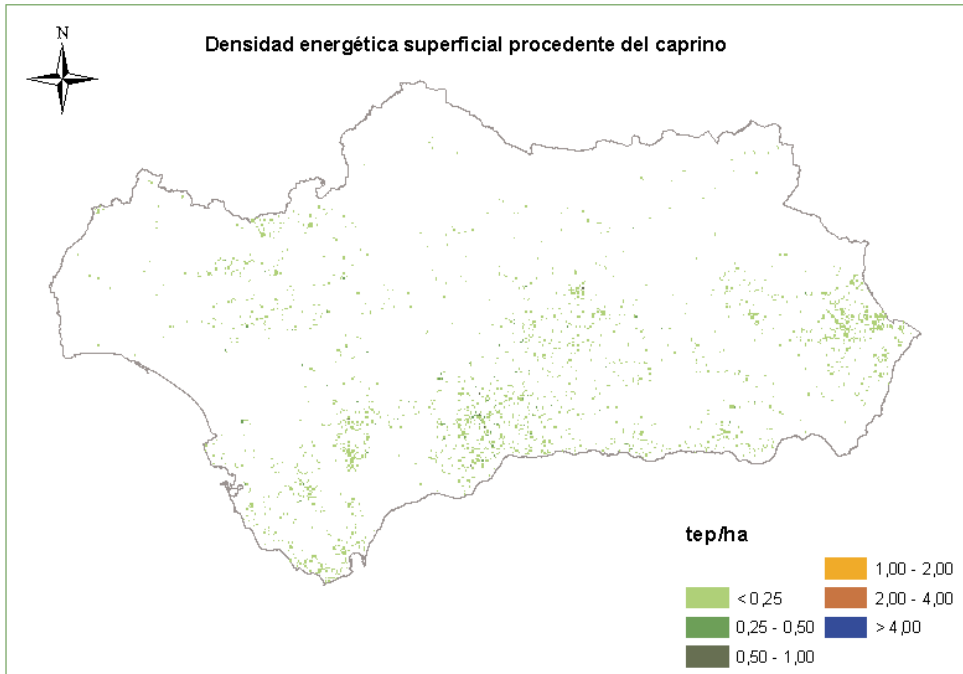 N
Densidad energética superficial procedente del caprino
tep/ha
< 0,25
0,25 - 0,50
0,50 - 1,00
1,00 - 2,00
2,00 - 4,00
> 4,00